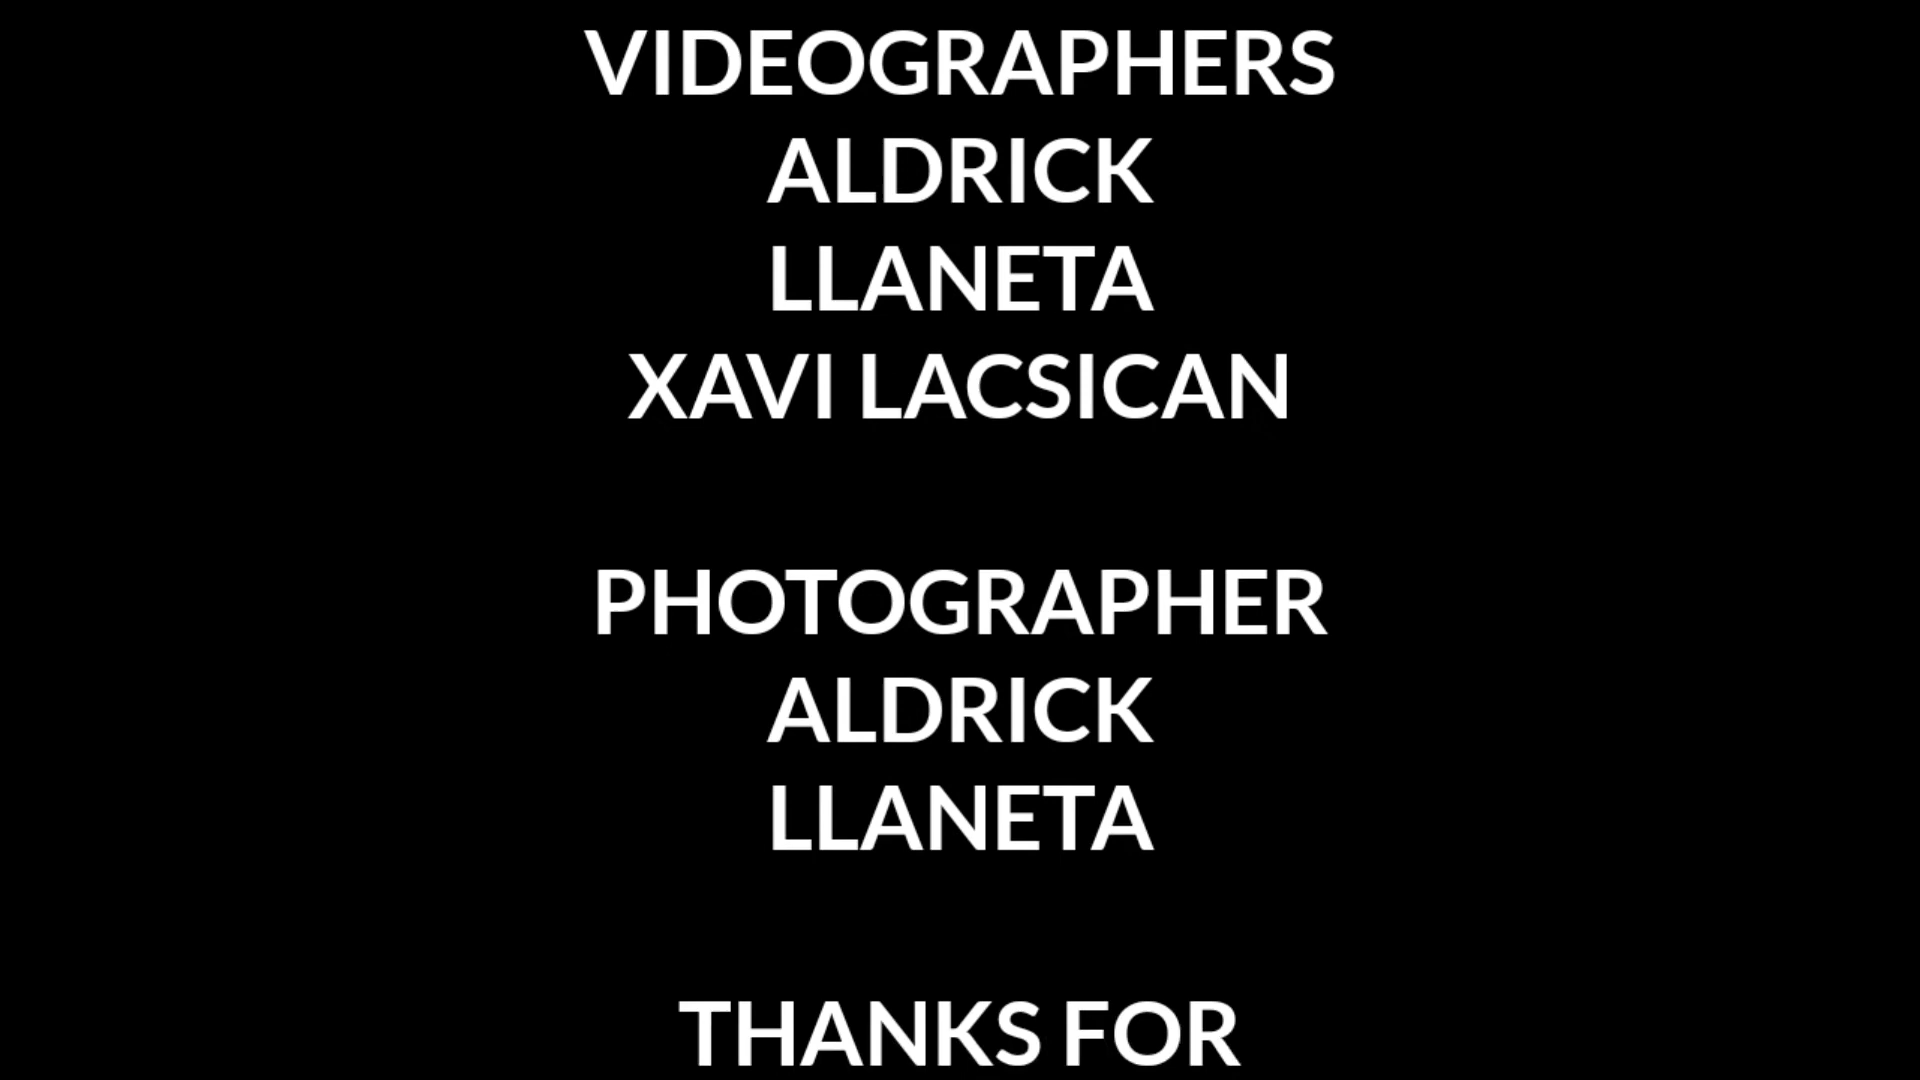 VIDEOGRAPHERS
ALDRICK
LLANETA
XAVI LACSICAN
PHOTOGRAPHER
ALDRICK
LLANETA
THANKS FOR